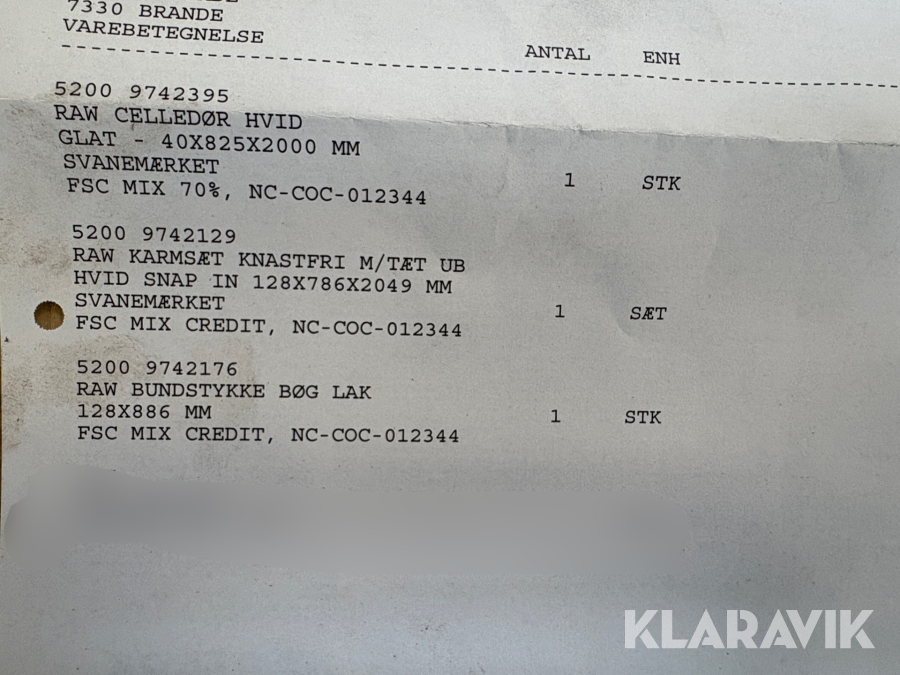 7330 BRANDE
VAREBETEGNELSE ANTAL ENH
5200 9742395
RAW CELLEDØR HVID
GLAT - 40X825X2000 MM
SVANEMÆRKET 1 STK
FSC MIX 70%, NC-COC-012344
5200 9742129
RAW KARMSÆT KNASTFRI M/TÆT UB
HVID SNAP IN 128X786X2049 MM
SVANEMÆRKET 1 SÆT
FSC MIX CREDIT, NC-COC-012344
5200 9742176
RAW BUNDSTYKKE BØG LAK
128X886 MM 1 STK
FSC MIX CREDIT, NC-COC-012344
KLARAVIK